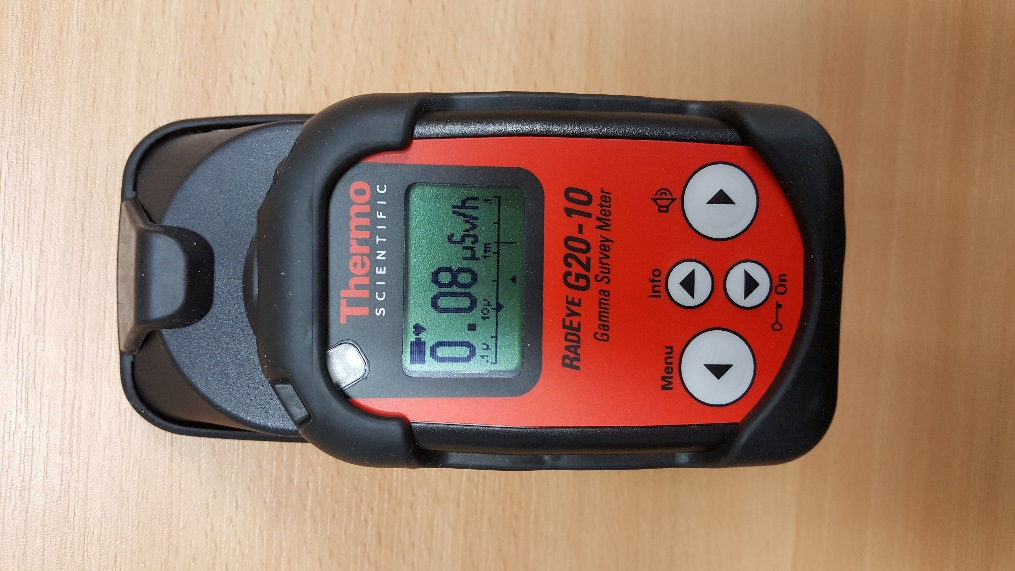 Thermo
SCIENTIFIC
0.08 µSv/h
RADEYE G20-10
Gamma Survey Meter
Menu
Info
On